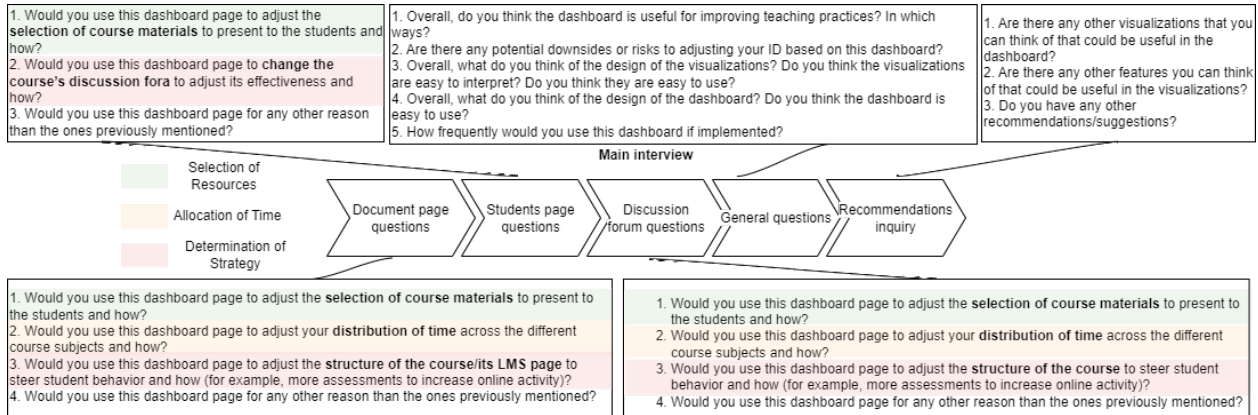 1. Would you use this dashboard page to adjust the
selection of course materials to present to the students and
how?
2. Would you use this dashboard page to change the
course's discussion fora to adjust its effectiveness and
how?
3. Would you use this dashboard page for any other reason
than the ones previously mentioned?
1. Overall, do you think the dashboard is useful for improving teaching practices? In which
ways?
2. Are there any potential downsides or risks to adjusting your ID based on this dashboard?
3. Overall, what do you think of the design of the visualizations? Do you think the visualizations
are easy to interpret? Do you think they are easy to use?
4. Overall, what do you think of the design of the dashboard? Do you think the dashboard is
easy to use?
5. How frequently would you use this dashboard if implemented?
1. Are there any other visualizations that you
can think of that could be useful in the
dashboard?
2. Are there any other features you can think
of that could be useful in the visualizations?
3. Do you have any other
recommendations/suggestions?
Main interview
Selection of
Resources
Allocation of Time
Determination of
Strategy
Document page
questions
Students page
questions
Discussion
forum questions
General questions
Recommendations
inquiry
1. Would you use this dashboard page to adjust the selection of course materials to present to
the students and how?
2. Would you use this dashboard page to adjust your distribution of time across the different
course subjects and how?
3. Would you use this dashboard page to adjust the structure of the course/its LMS page to
steer student behavior and how (for example, more assessments to increase online activity)?
4. Would you use this dashboard page for any other reason than the ones previously mentioned?
1. Would you use this dashboard page to adjust the selection of course materials to present to
the students and how?
2. Would you use this dashboard page to adjust your distribution of time across the different
course subjects and how?
3. Would you use this dashboard page to adjust the structure of the course to steer student
behavior and how (for example, more assessments to increase online activity)?
4. Would you use this dashboard page for any other reason than the ones previously mentioned?